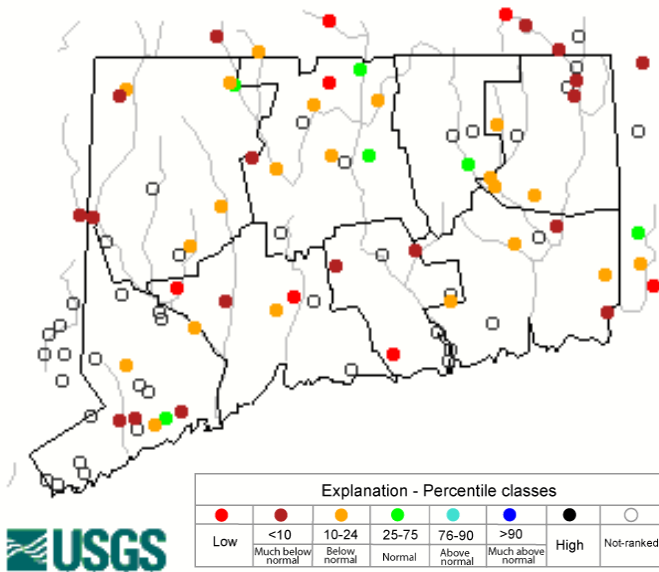 Explanation - Percentile classes
Low
<10
10-24
25-75
76-90
>90
High
Not-ranked
Much below normal
Below normal
Normal
Above normal
Much above normal
USGS